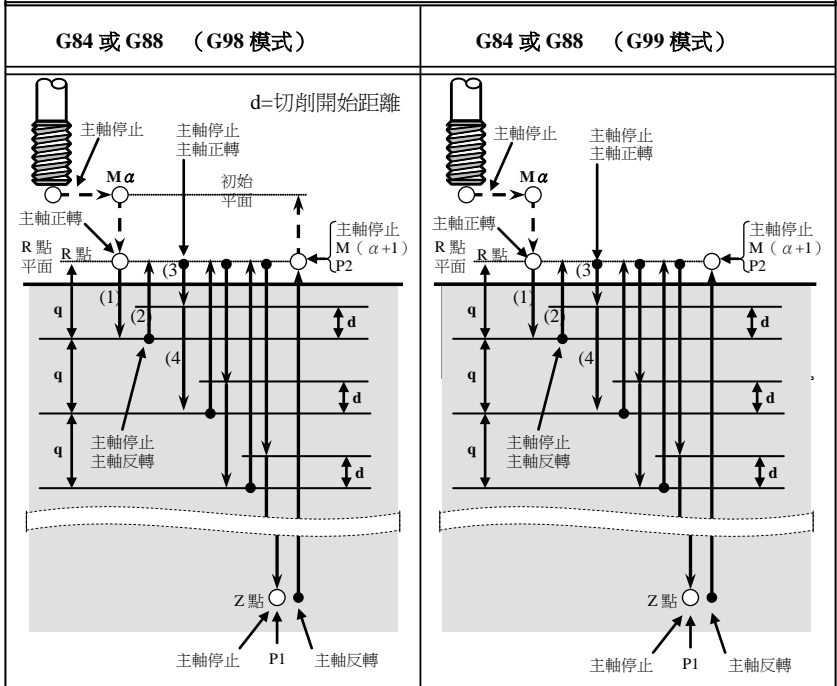 G84 或 G88 （G98 模式）
d=切削開始距離
主軸停止
主軸停止
主軸正轉
Mα
初始
平面
主軸正轉
R 點
平面
R 點
主軸停止
M（α+1）
P2
(1)
(2)
(3
(4
q
q
q
d
d
d
主軸停止
主軸反轉
Z 點
主軸停止
P1
主軸反轉
G84 或 G88 （G99 模式）
主軸停止
主軸停止
主軸正轉
Mα
主軸正轉
R 點
平面
R 點
主軸停止
M（α+1）
P2
(1)
(2)
(3
(4
q
q
q
d
d
d
主軸停止
主軸反轉
Z 點
主軸停止
P1
主軸反轉